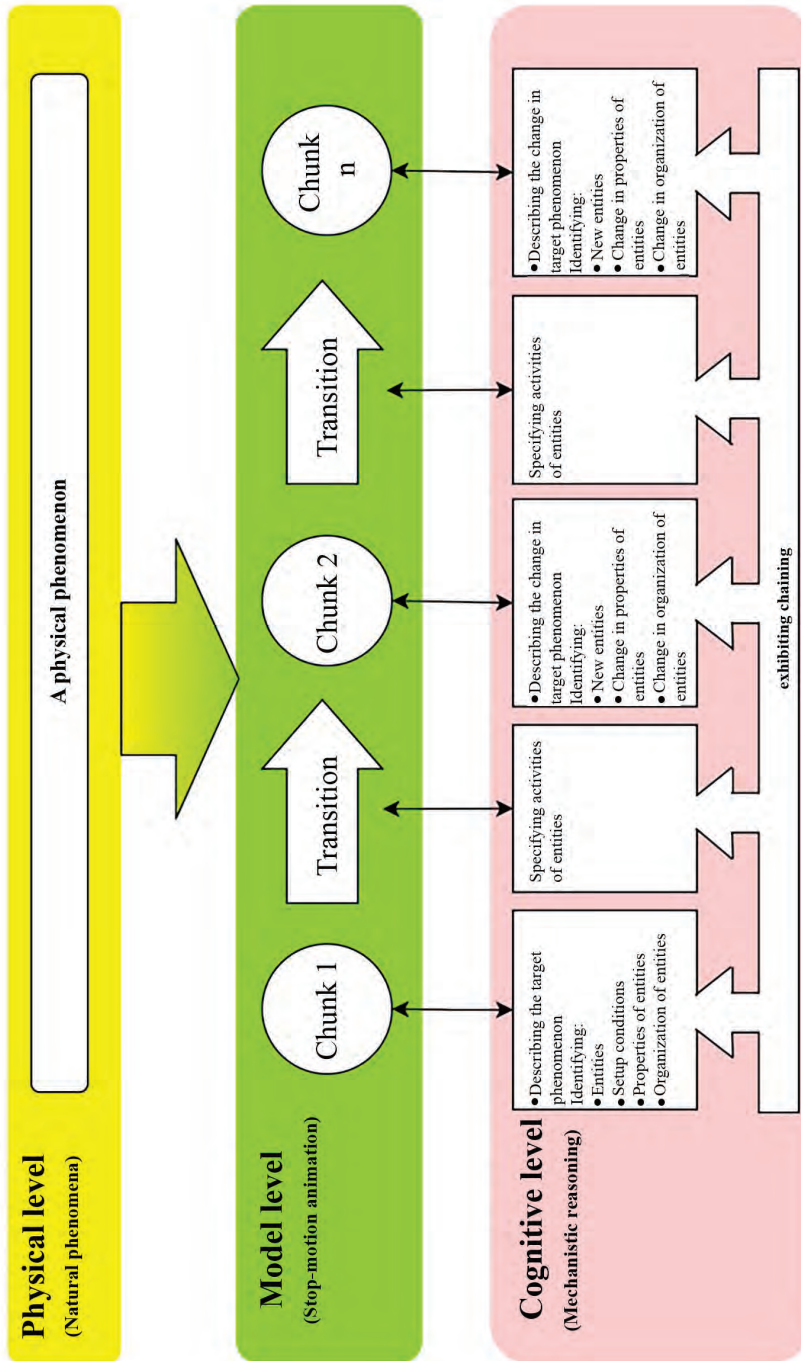 Physical level
(Natural phenomena)
A physical phenomenon
Model level
(Stop-motion animation)
Chunk 1
Transition
Chunk 2
Transition
Chunk
n
Cognitive level
(Mechanistic reasoning)
●Describing the target
phenomenon
Identifying:
●Entities
●Setup conditions
●Properties of entities
●Organization of entities
Specifying activities
of entities
●Describing the change in
target phenomenon
Identifying:
●New entities
●Change in properties of
entities
●Change in organization of
entities
Specifying activities
of entities
●Describing the change in
target phenomenon
Identifying:
●New entities
●Change in properties of
entities
●Change in organization of
entities
exhibiting chaining